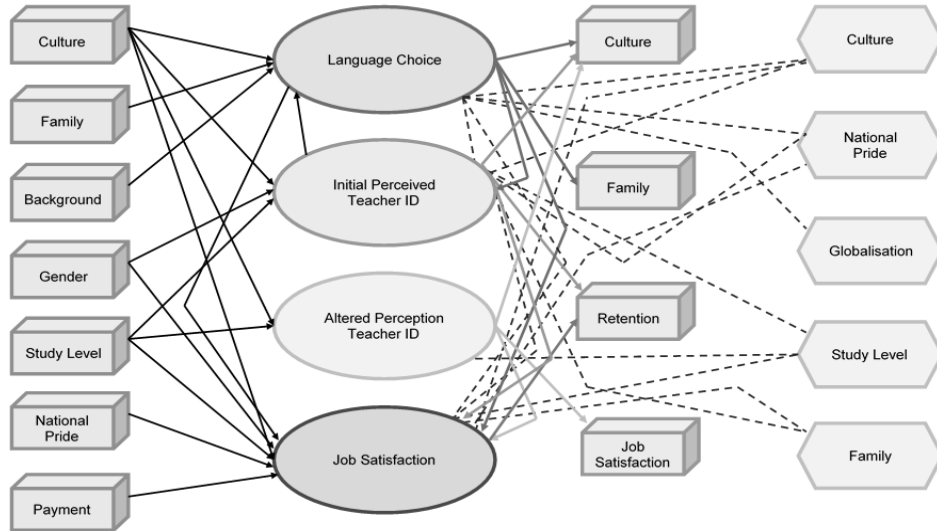 Culture
Family
Background
Gender
Study Level
National
Pride
Payment
Language Choice
Initial Perceived
Teacher ID
Altered Perception
Teacher ID
Job Satisfaction
Culture
Family
Retention
Job
Satisfaction
Culture
National
Pride
Globalisation
Study Level
Family